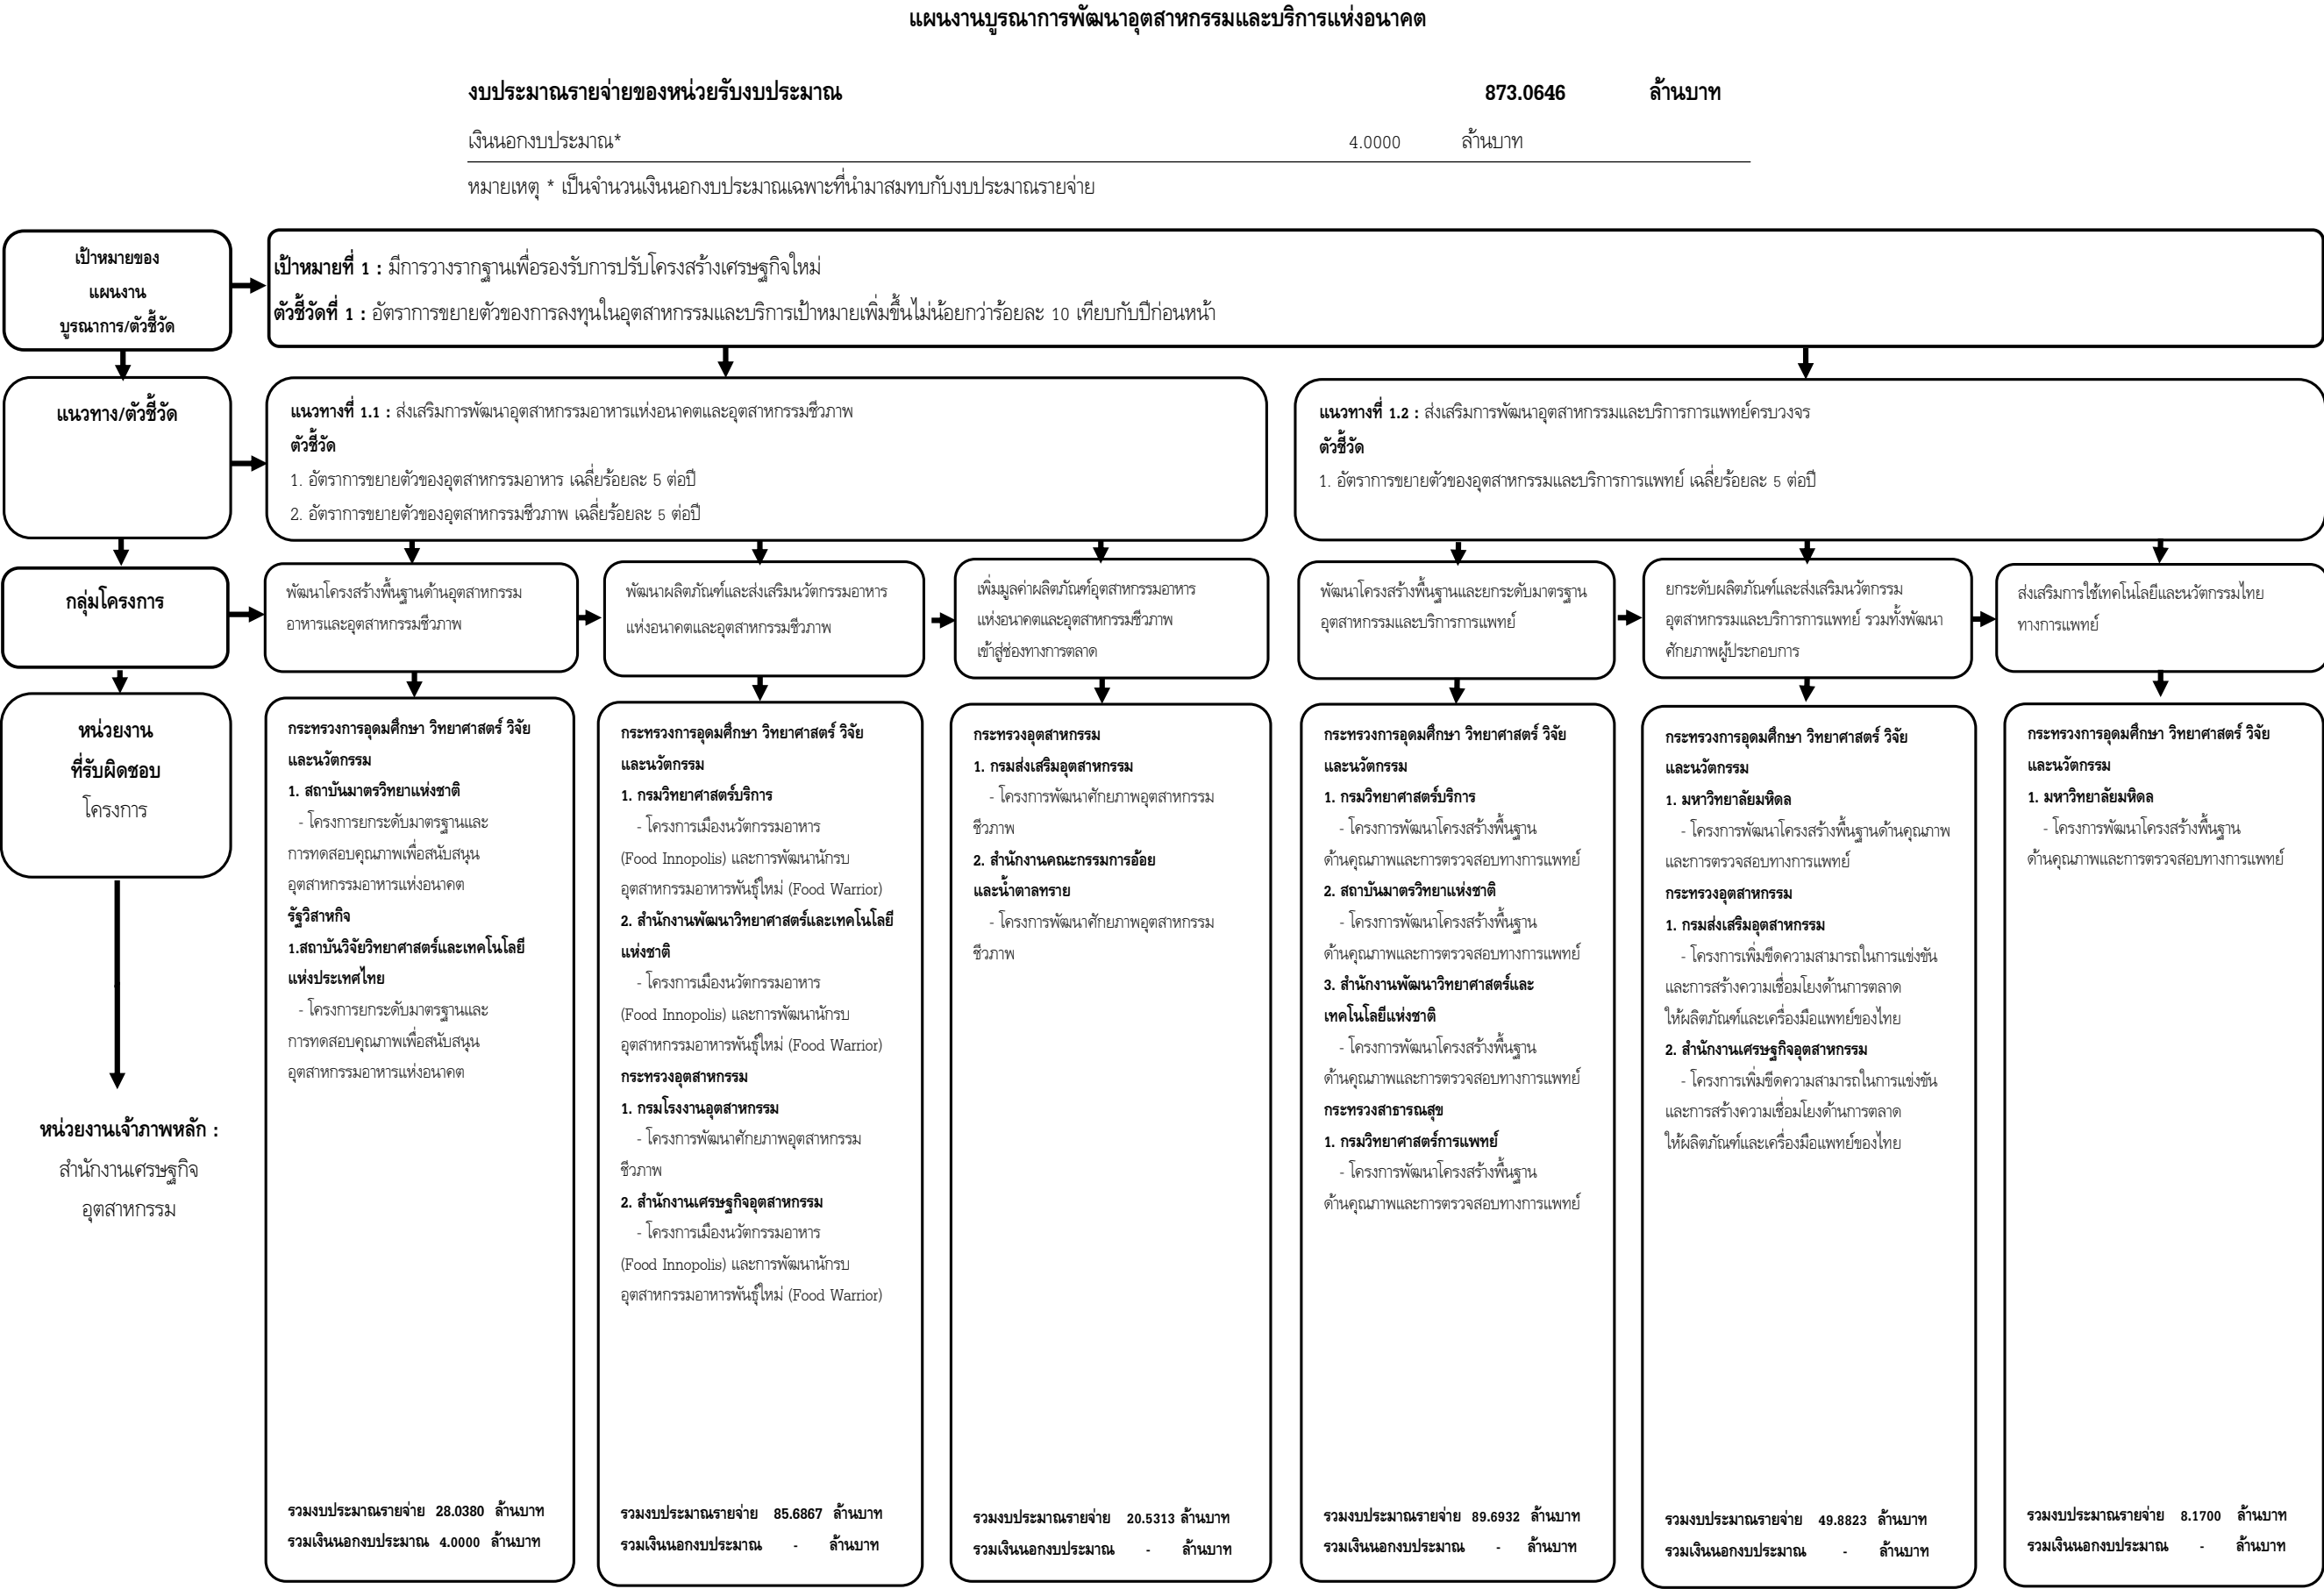 แผนงานบูรณาการพัฒนาอุตสาหกรรมและบริการแห่งอนาคต
งบประมาณรายจ่ายของหน่วยรับงบประมาณ 873.0646 ล้านบาท
เงินนอกงบประมาณ* 4.0000 ล้านบาท
หมายเหตุ * เป็นจำนวนเงินนอกงบประมาณเฉพาะที่นำมาสมทบกับงบประมาณรายจ่าย
เป้าหมายของ
แผนงาน
บูรณาการ/ตัวชี้วัด
เป้าหมายที่ 1 : มีการวางรากฐานเพื่อรองรับการปรับโครงสร้างเศรษฐกิจใหม่
ตัวชี้วัดที่ 1 : อัตราการขยายตัวของการลงทุนในอุตสาหกรรมและบริการเป้าหมายเพิ่มขึ้นไม่น้อยกว่าร้อยละ 10 เทียบกับปีก่อนหน้า
แนวทาง/ตัวชี้วัด
แนวทางที่ 1.1 : ส่งเสริมการพัฒนาอุตสาหกรรมอาหารแห่งอนาคตและอุตสาหกรรมชีวภาพ
ตัวชี้วัด
1. อัตราการขยายตัวของอุตสาหกรรมอาหาร เฉลี่ยร้อยละ 5 ต่อปี
2. อัตราการขยายตัวของอุตสาหกรรมชีวภาพ เฉลี่ยร้อยละ 5 ต่อปี
แนวทางที่ 1.2 : ส่งเสริมการพัฒนาอุตสาหกรรมและบริการการแพทย์ครบวงจร
ตัวชี้วัด
1. อัตราการขยายตัวของอุตสาหกรรมและบริการการแพทย์ เฉลี่ยร้อยละ 5 ต่อปี
กลุ่มโครงการ
พัฒนาโครงสร้างพื้นฐานด้านอุตสาหกรรม
อาหารและอุตสาหกรรมชีวภาพ
พัฒนาผลิตภัณฑ์และส่งเสริมนวัตกรรมอาหาร
แห่งอนาคตและอุตสาหกรรมชีวภาพ
เพิ่มมูลค่าผลิตภัณฑ์อุตสาหกรรมอาหาร
แห่งอนาคตและอุตสาหกรรมชีวภาพ
เข้าสู่ช่องทางการตลาด
พัฒนาโครงสร้างพื้นฐานและยกระดับมาตรฐาน
อุตสาหกรรมและบริการการแพทย์
ยกระดับผลิตภัณฑ์และส่งเสริมนวัตกรรม
อุตสาหกรรมและบริการการแพทย์ รวมทั้งพัฒนา
ศักยภาพผู้ประกอบการ
ส่งเสริมการใช้เทคโนโลยีและนวัตกรรมไทย
ทางการแพทย์
หน่วยงาน
ที่รับผิดชอบ
โครงการ
หน่วยงานเจ้าภาพหลัก :
สำนักงานเศรษฐกิจ
อุตสาหกรรม
กระทรวงการอุดมศึกษา วิทยาศาสตร์ วิจัย
และนวัตกรรม
1. สถาบันมาตรวิทยาแห่งชาติ
- โครงการยกระดับมาตรฐานและ
การทดสอบคุณภาพเพื่อสนับสนุน
อุตสาหกรรมอาหารแห่งอนาคต
รัฐวิสาหกิจ
1.สถาบันวิจัยวิทยาศาสตร์และเทคโนโลยี
แห่งประเทศไทย
- โครงการยกระดับมาตรฐานและ
การทดสอบคุณภาพเพื่อสนับสนุน
อุตสาหกรรมอาหารแห่งอนาคต
รวมงบประมาณรายจ่าย 28.0380 ล้านบาท
รวมเงินนอกงบประมาณ 4.0000 ล้านบาท
กระทรวงการอุดมศึกษา วิทยาศาสตร์ วิจัย
และนวัตกรรม
1. กรมวิทยาศาสตร์บริการ
- โครงการเมืองนวัตกรรมอาหาร
(Food Innopolis) และการพัฒนานักรบ
อุตสาหกรรมอาหารพันธุ์ใหม่ (Food Warrior)
2. สำนักงานพัฒนาวิทยาศาสตร์และเทคโนโลยี
แห่งชาติ
- โครงการเมืองนวัตกรรมอาหาร
(Food Innopolis) และการพัฒนานักรบ
อุตสาหกรรมอาหารพันธุ์ใหม่ (Food Warrior)
กระทรวงอุตสาหกรรม
1. กรมโรงงานอุตสาหกรรม
- โครงการพัฒนาศักยภาพอุตสาหกรรม
ชีวภาพ
2. สำนักงานเศรษฐกิจอุตสาหกรรม
- โครงการเมืองนวัตกรรมอาหาร
(Food Innopolis) และการพัฒนานักรบ
อุตสาหกรรมอาหารพันธุ์ใหม่ (Food Warrior)
รวมงบประมาณรายจ่าย 85.6867 ล้านบาท
รวมเงินนอกงบประมาณ - ล้านบาท
กระทรวงอุตสาหกรรม
1. กรมส่งเสริมอุตสาหกรรม
- โครงการพัฒนาศักยภาพอุตสาหกรรม
ชีวภาพ
2. สำนักงานคณะกรรมการอ้อย
และน้ำตาลทราย
- โครงการพัฒนาศักยภาพอุตสาหกรรม
ชีวภาพ
รวมงบประมาณรายจ่าย 20.5313 ล้านบาท
รวมเงินนอกงบประมาณ - ล้านบาท
กระทรวงการอุดมศึกษา วิทยาศาสตร์ วิจัย
และนวัตกรรม
1. กรมวิทยาศาสตร์บริการ
- โครงการพัฒนาโครงสร้างพื้นฐาน
ด้านคุณภาพและการตรวจสอบทางการแพทย์
2. สถาบันมาตรวิทยาแห่งชาติ
- โครงการพัฒนาโครงสร้างพื้นฐาน
ด้านคุณภาพและการตรวจสอบทางการแพทย์
3. สำนักงานพัฒนาวิทยาศาสตร์และ
เทคโนโลยีแห่งชาติ
- โครงการพัฒนาโครงสร้างพื้นฐาน
ด้านคุณภาพและการตรวจสอบทางการแพทย์
กระทรวงสาธารณสุข
1. กรมวิทยาศาสตร์การแพทย์
- โครงการพัฒนาโครงสร้างพื้นฐาน
ด้านคุณภาพและการตรวจสอบทางการแพทย์
รวมงบประมาณรายจ่าย 89.6932 ล้านบาท
รวมเงินนอกงบประมาณ - ล้านบาท
กระทรวงการอุดมศึกษา วิทยาศาสตร์ วิจัย
และนวัตกรรม
1. มหาวิทยาลัยมหิดล
- โครงการพัฒนาโครงสร้างพื้นฐานด้านคุณภาพ
และการตรวจสอบทางการแพทย์
กระทรวงอุตสาหกรรม
1. กรมส่งเสริมอุตสาหกรรม
- โครงการเพิ่มขีดความสามารถในการแข่งขัน
และการสร้างความเชื่อมโยงด้านการตลาด
ให้ผลิตภัณฑ์และเครื่องมือแพทย์ของไทย
2. สำนักงานเศรษฐกิจอุตสาหกรรม
- โครงการเพิ่มขีดความสามารถในการแข่งขัน
และการสร้างความเชื่อมโยงด้านการตลาด
ให้ผลิตภัณฑ์และเครื่องมือแพทย์ของไทย
รวมงบประมาณรายจ่าย 49.8823 ล้านบาท
รวมเงินนอกงบประมาณ - ล้านบาท
กระทรวงการอุดมศึกษา วิทยาศาสตร์ วิจัย
และนวัตกรรม
1. มหาวิทยาลัยมหิดล
- โครงการพัฒนาโครงสร้างพื้นฐาน
ด้านคุณภาพและการตรวจสอบทางการแพทย์
รวมงบประมาณรายจ่าย 8.1700 ล้านบาท
รวมเงินนอกงบประมาณ - ล้านบาท